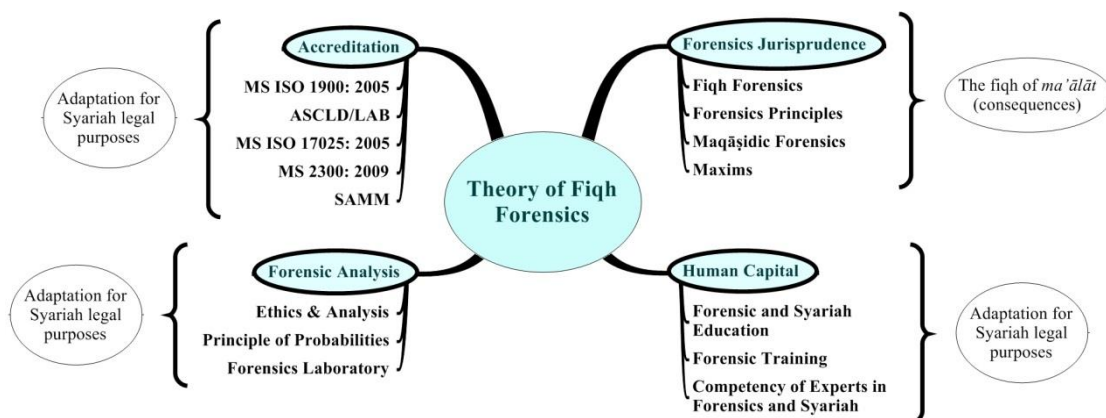 Accreditation
MS ISO 1900: 2005
ASCLD/LAB
MS ISO 17025: 2005
MS 2300: 2009
SAMM
Adaptation for
Syariah legal
purposes
Forensics Jurisprudence
Fiqh Forensics
Forensics Principles
Maqāṣidic Forensics
Maxims
The fiqh of ma’ālāt
(consequences)
Theory of Fiqh
Forensics
Forensic Analysis
Ethics & Analysis
Principle of Probabilities
Forensics Laboratory
Adaptation for
Syariah legal
purposes
Human Capital
Forensic and Syariah
Education
Forensic Training
Competency of Experts in
Forensics and Syariah
Adaptation for
Syariah legal
purposes